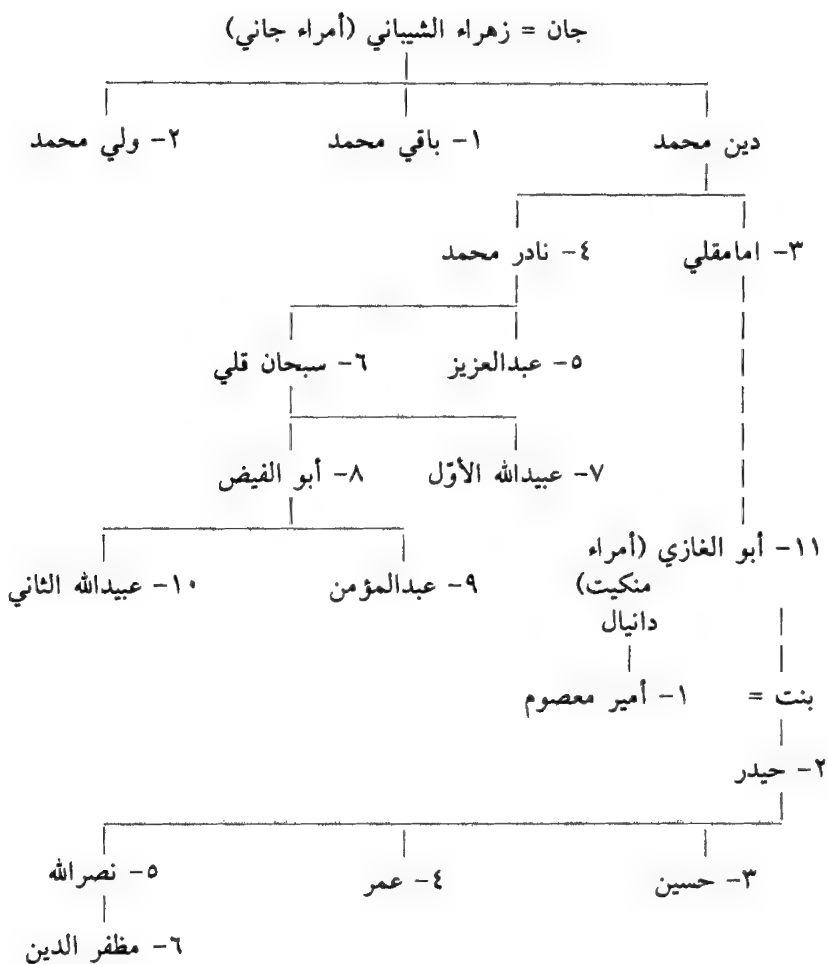 جان = زهراء الشيباني (أمراء جاني)
دين محمد ١- باقي محمد ٢- ولي محمد
٣- امامقلي ٤- نادر محمد
٥- عبدالعزيز ٦- سبحان قلي
٧- عبيدالله الأوّل ٨- أبو الفيض
١١- أبو الغازي (أمراء
منكيت) ٩- عبدالمؤمن ١٠- عبيدالله الثاني
دانيال
بنت = ١- أمير معصوم
٢- حيدر
٣- حسين ٤- عمر ٥- نصرالله
٦- مظفر الدين